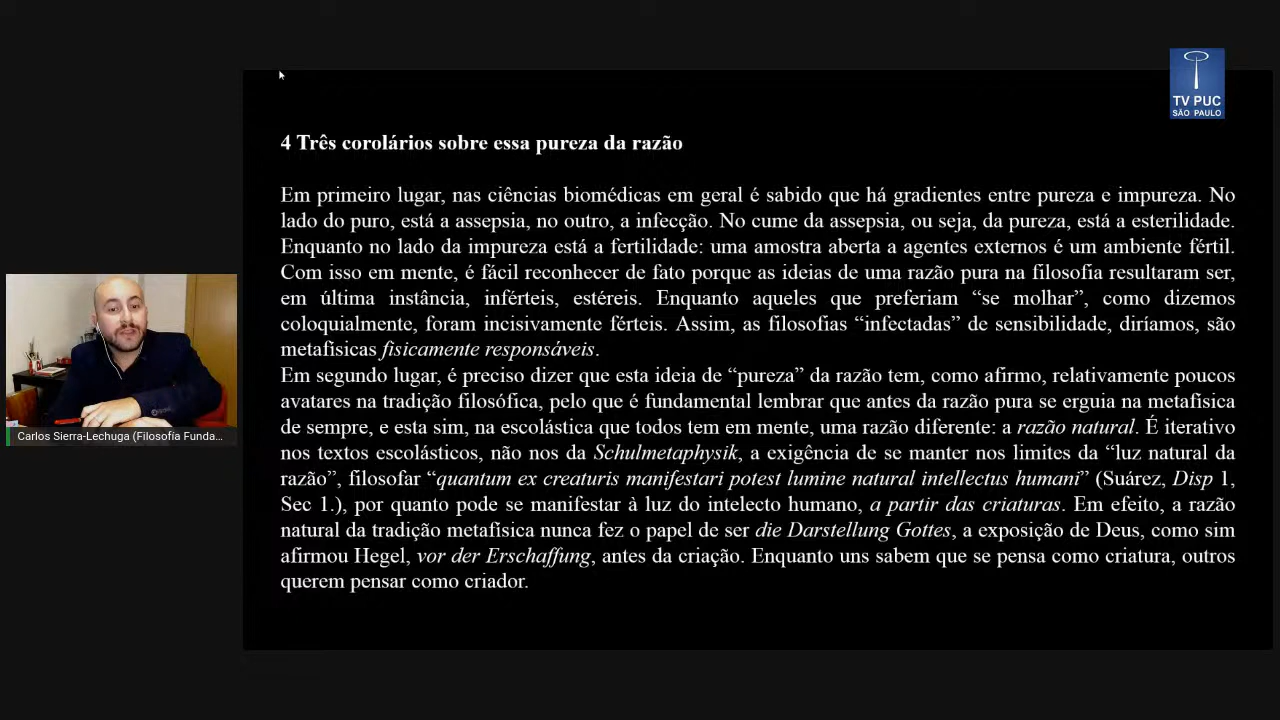 TV PUC
SÃO PAULO
4 Três corolários sobre essa pureza da razão
Em primeiro lugar, nas ciências biomédicas em geral é sabido que há gradientes entre pureza e impureza. No
lado do puro, está a assepsia, no outro, a infecção. No cume da assepsia, ou seja, da pureza, está a esterilidade.
Enquanto no lado da impureza está a fertilidade: uma amostra aberta a agentes externos é um ambiente fértil.
Com isso em mente, é fácil reconhecer de fato porque as ideias de uma razão pura na filosofia resultaram ser,
em última instância, inférteis, estéreis. Enquanto aqueles que preferiam “se molhar”, como dizemos
coloquialmente, foram incisivamente férteis. Assim, as filosofias “infectadas” de sensibilidade, diríamos, são
metafísicas fisicamente responsáveis.
Em segundo lugar, é preciso dizer que esta ideia de “pureza” da razão tem, como afirmo, relativamente poucos
avatares na tradição filosófica, pelo que é fundamental lembrar que antes da razão pura se erguia na metafísica
de sempre, e esta sim, na escolástica que todos tem em mente, uma razão diferente: a razão natural. É iterativo
nos textos escolásticos, não nos da Schulmetaphysik, a exigência de se manter nos limites da “luz natural da
razão”, filosofar “quantum ex creaturis manifestari potest lumine natural intellectus humani” (Suárez, Disp 1,
Sec 1.), por quanto pode se manifestar à luz do intelecto humano, a partir das criaturas. Em efeito, a razão
natural da tradição metafísica nunca fez o papel de ser die Darstellung Gottes, a exposição de Deus, como sim
afirmou Hegel, vor der Erschaffung, antes da criação. Enquanto uns sabem que se pensa como criatura, outros
querem pensar como criador.
Carlos Sierra-Lechuga (Filosofía Funda...